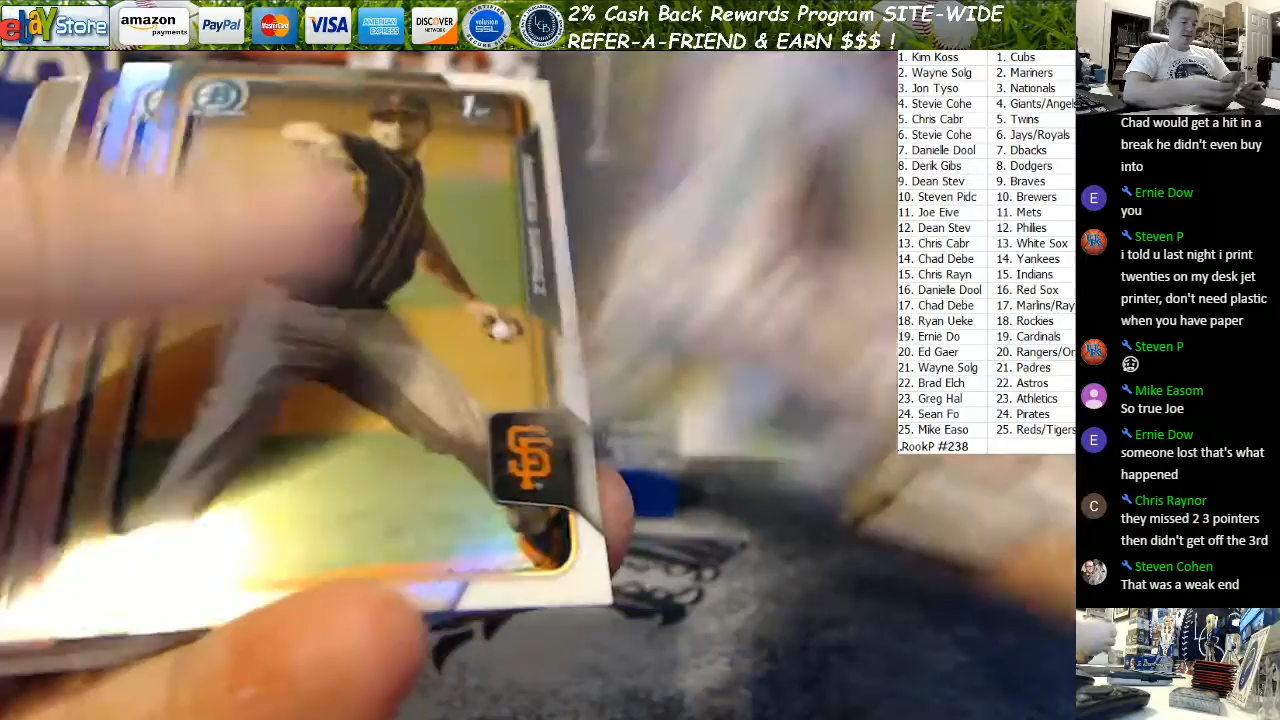 ebay Store
amazon
payments
PayPal
MasterCard
VISA
AMERICAN
EXPRESS
DISCOVER
NETWORK
volusion
SSL
2% Cash Back Rewards Program SITE-WIDE
REFER-A-FRIEND & EARN $$$ !
1. Kim Koss 1. Cubs
2. Wayne Solg 2. Mariners
3. Jon Tyso 3. Nationals
4. Stevie Cohe 4. Giants/Angels
5. Chris Cabr 5. Twins
6. Stevie Cohe 6. Jays/Royals
7. Danielle Dool 7. Dbacks
8. Derik Gibs 8. Dodgers
9. Dean Stev 9. Braves
10. Steven Pidc 10. Brewers
11. Joe Eive 11. Mets
12. Dean Stev 12. Phillies
13. Chris Cabr 13. White Sox
14. Chad Debe 14. Yankees
15. Chris Rayn 15. Indians
16. Danielle Dool 16. Red Sox
17. Chad Debe 17. Marlins/Ray
18. Ryan Ueke 18. Rockies
19. Ernie Do 19. Cardinals
20. Ed Gaer 20. Rangers/Or
21. Wayne Solg 21. Padres
22. Brad Elch 22. Astros
23. Greg Hal 23. Athletics
24. Sean Fo 24. Pirates
25. Mike Easo 25. Reds/Tigers
.RookP #238
Chad would get a hit in a
break he didn't even buy
into
E Ernie Dow
you
Steven P
i told u last night i print
twenties on my desk jet
printer, don't need plastic
when you have paper
Steven P
Mike Easom
So true Joe
E Ernie Dow
someone lost that's what
happened
C Chris Raynor
they missed 2 3 pointers
then didn't get off the 3rd
Steven Cohen
That was a weak end
1st
SF